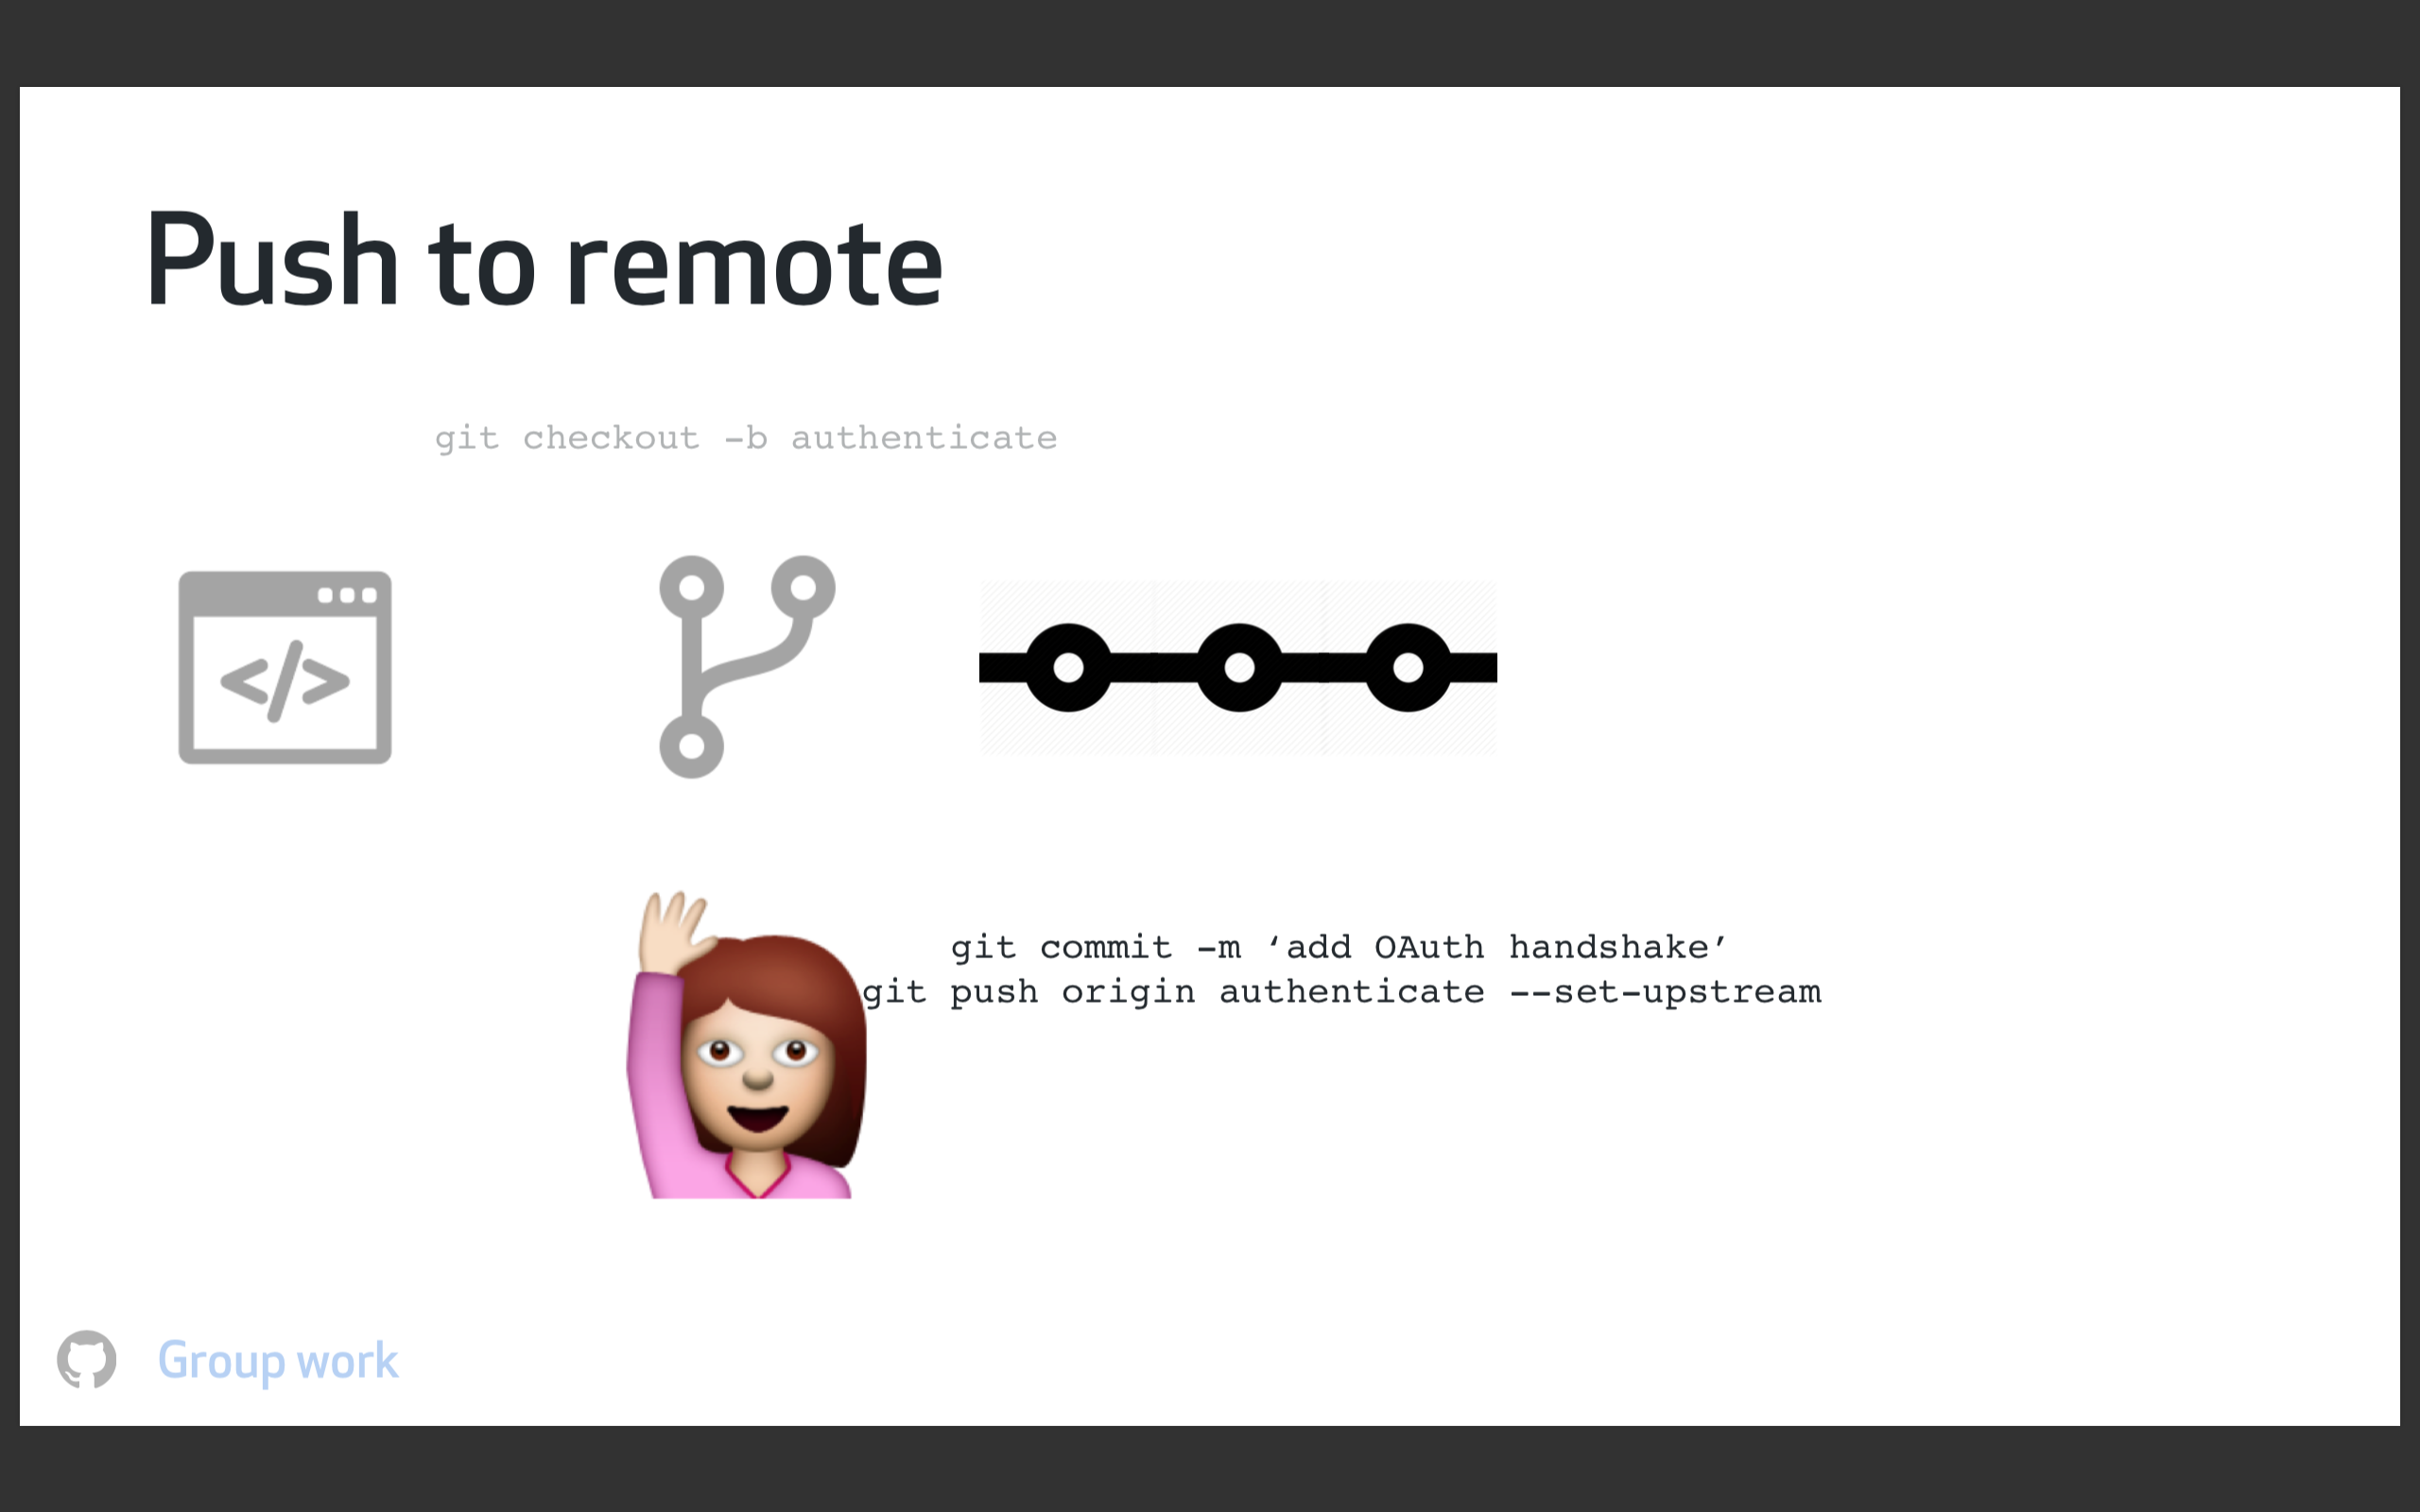 Push to remote
git checkout -b authenticate
</>
git commit -m ‘add OAuth handshake’
git push origin authenticate --set-upstream
Group work